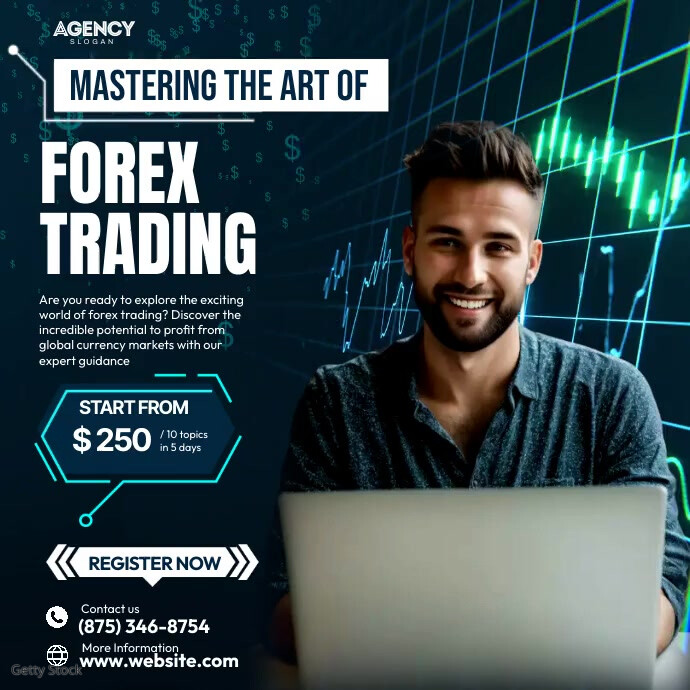 AGENCY
SLOGAN
MASTERING THE ART OF
FOREX
TRADING
Are you ready to explore the exciting
world of forex trading? Discover the
incredible potential to profit from
global currency markets with our
expert guidance
START FROM
$ 250 / 10 topics
in 5 days
REGISTER NOW
Contact us
(875) 346-8754
More Information
www.website.com
Getty Stock